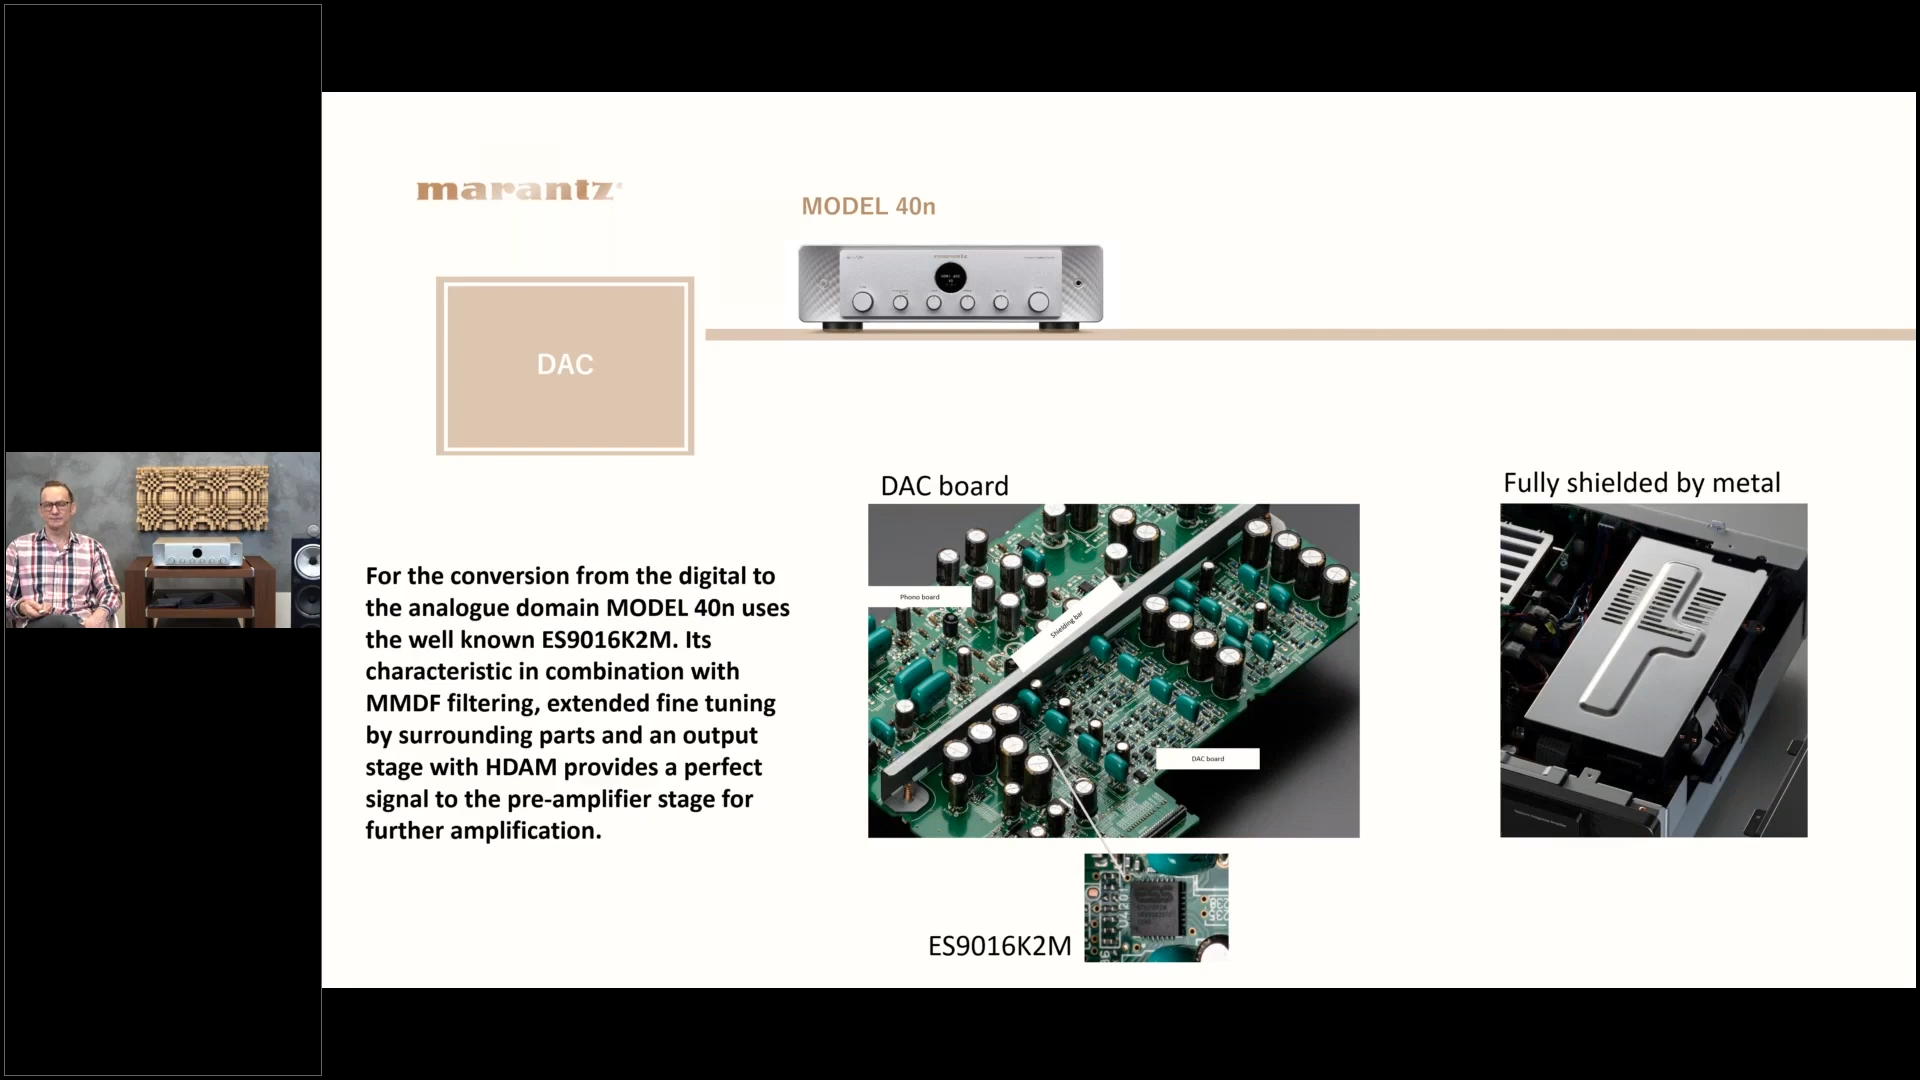 marantz
MODEL 40n
DAC
DAC board
Fully shielded by metal
For the conversion from the digital to
the analogue domain MODEL 40n uses
the well known ES9016K2M. Its
characteristic in combination with
MMDF filtering, extended fine tuning
by surrounding parts and an output
stage with HDAM provides a perfect
signal to the pre-amplifier stage for
further amplification.
Phono board
Shielding bar
DAC board
ES9016K2M
U4201
ESS